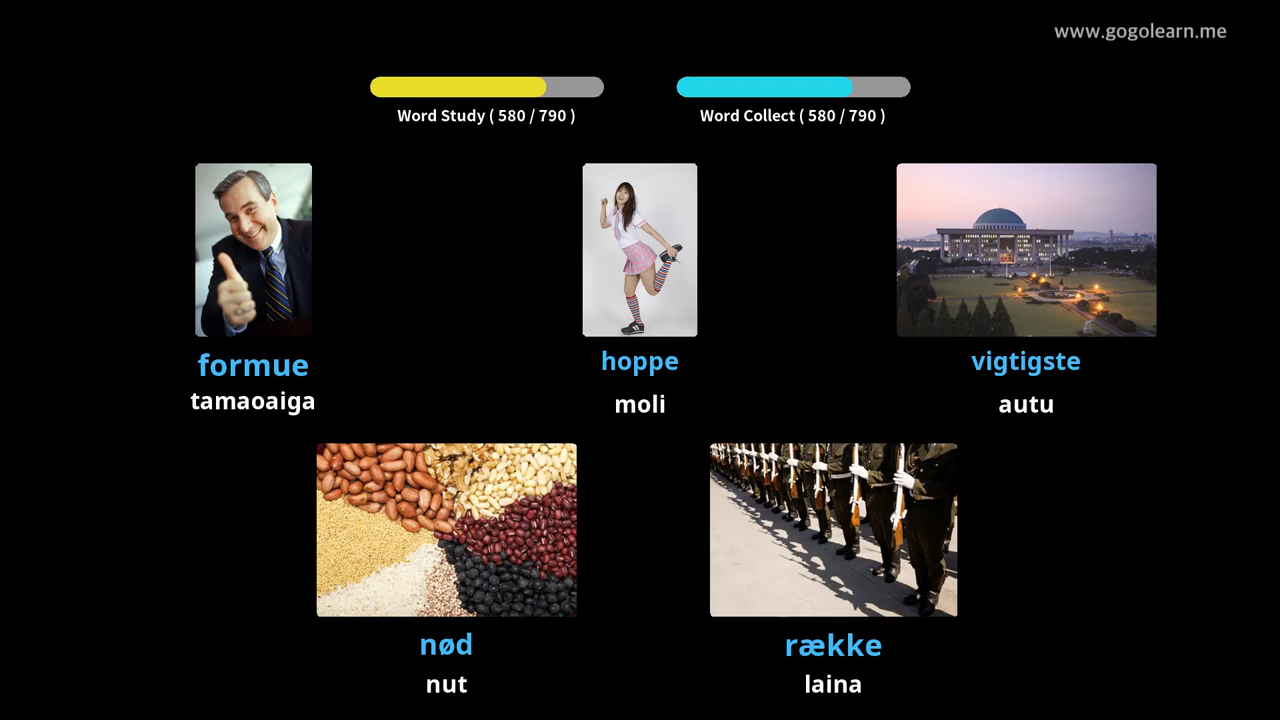 www.gogolearn.me
Word Study ( 580 / 790 )
Word Collect ( 580 / 790 )
formue
tamaoaiga
hoppe
moli
vigtigste
autu
nød
nut
række
laina